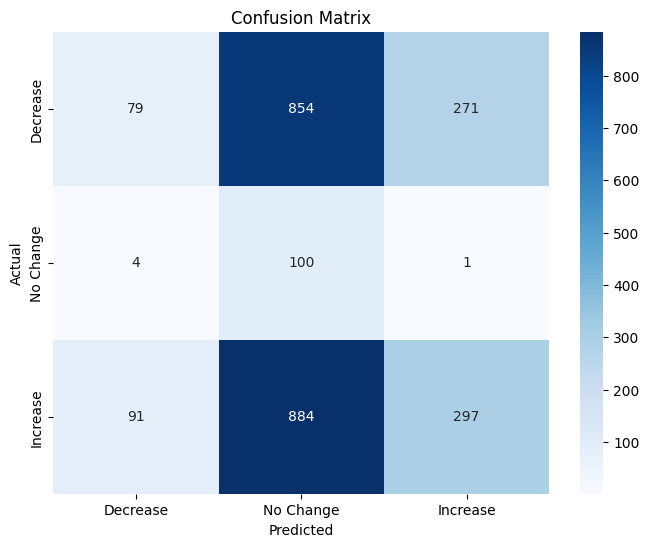 Confusion Matrix
Actual
Decrease
79 854 271
No Change
4 100 1
Increase
91 884 297
Decrease No Change Increase
Predicted
800
700
600
500
400
300
200
100